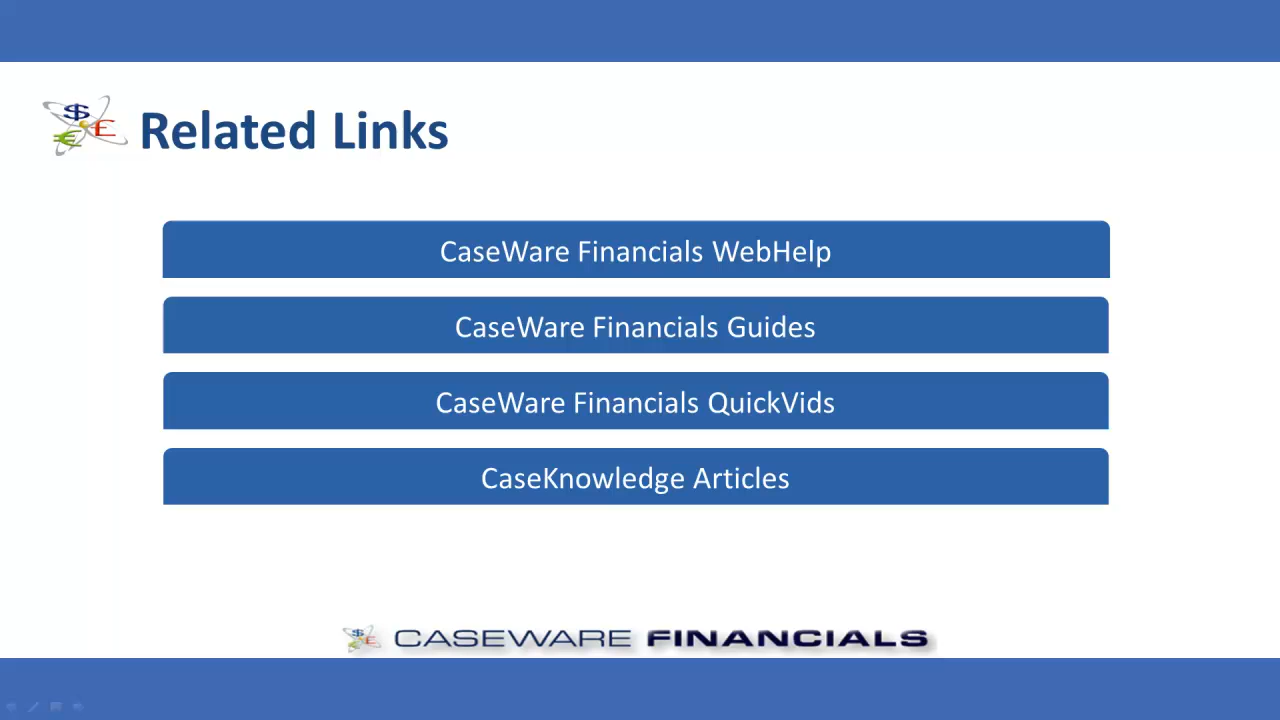 $
€ £
Related Links
CaseWare Financials WebHelp
CaseWare Financials Guides
CaseWare Financials QuickVids
CaseKnowledge Articles
$ £ CASEWARE FINANCIALS